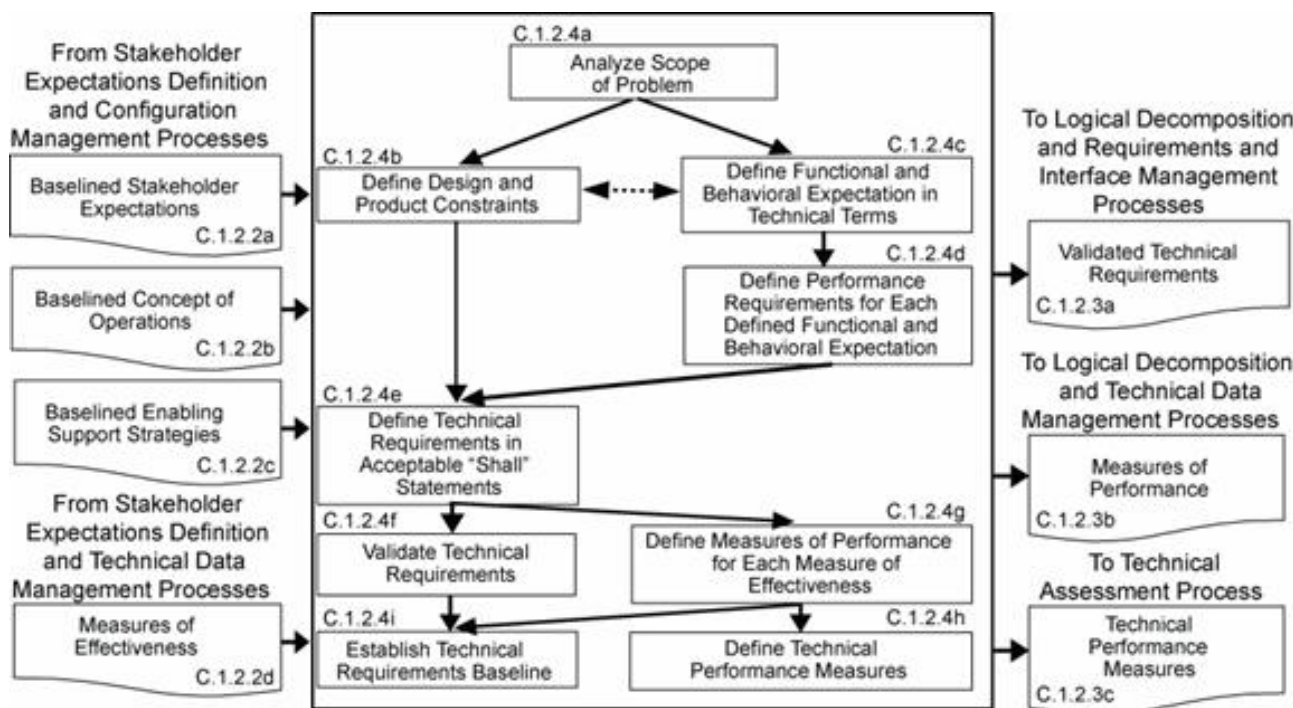 From Stakeholder
Expectations Definition
and Configuration
Management Processes
Baselined Stakeholder
Expectations
C.1.2.2a
Baselined Concept of
Operations
C.1.2.2b
Baselined Enabling
Support Strategies
C.1.2.2c
From Stakeholder
Expectations Definition
and Technical Data
Management Processes
Measures of
Effectiveness
C.1.2.2d
C.1.2.4a
Analyze Scope
of Problem
C.1.2.4b
Define Design and
Product Constraints
C.1.2.4c
Define Functional and
Behavioral Expectation in
Technical Terms
C.1.2.4d
Define Performance
Requirements for Each
Defined Functional and
Behavioral Expectation
C.1.2.4e
Define Technical
Requirements in
Acceptable “Shall”
Statements
C.1.2.4f
Validate Technical
Requirements
C.1.2.4g
Define Measures of Performance
for Each Measure of
Effectiveness
C.1.2.4i
Establish Technical
Requirements Baseline
C.1.2.4h
Define Technical
Performance Measures
To Logical Decomposition
and Requirements and
Interface Management
Processes
Validated Technical
Requirements
C.1.2.3a
To Logical Decomposition
and Technical Data
Management Processes
Measures of
Performance
C.1.2.3b
To Technical
Assessment Process
Technical
Performance
Measures
C.1.2.3c